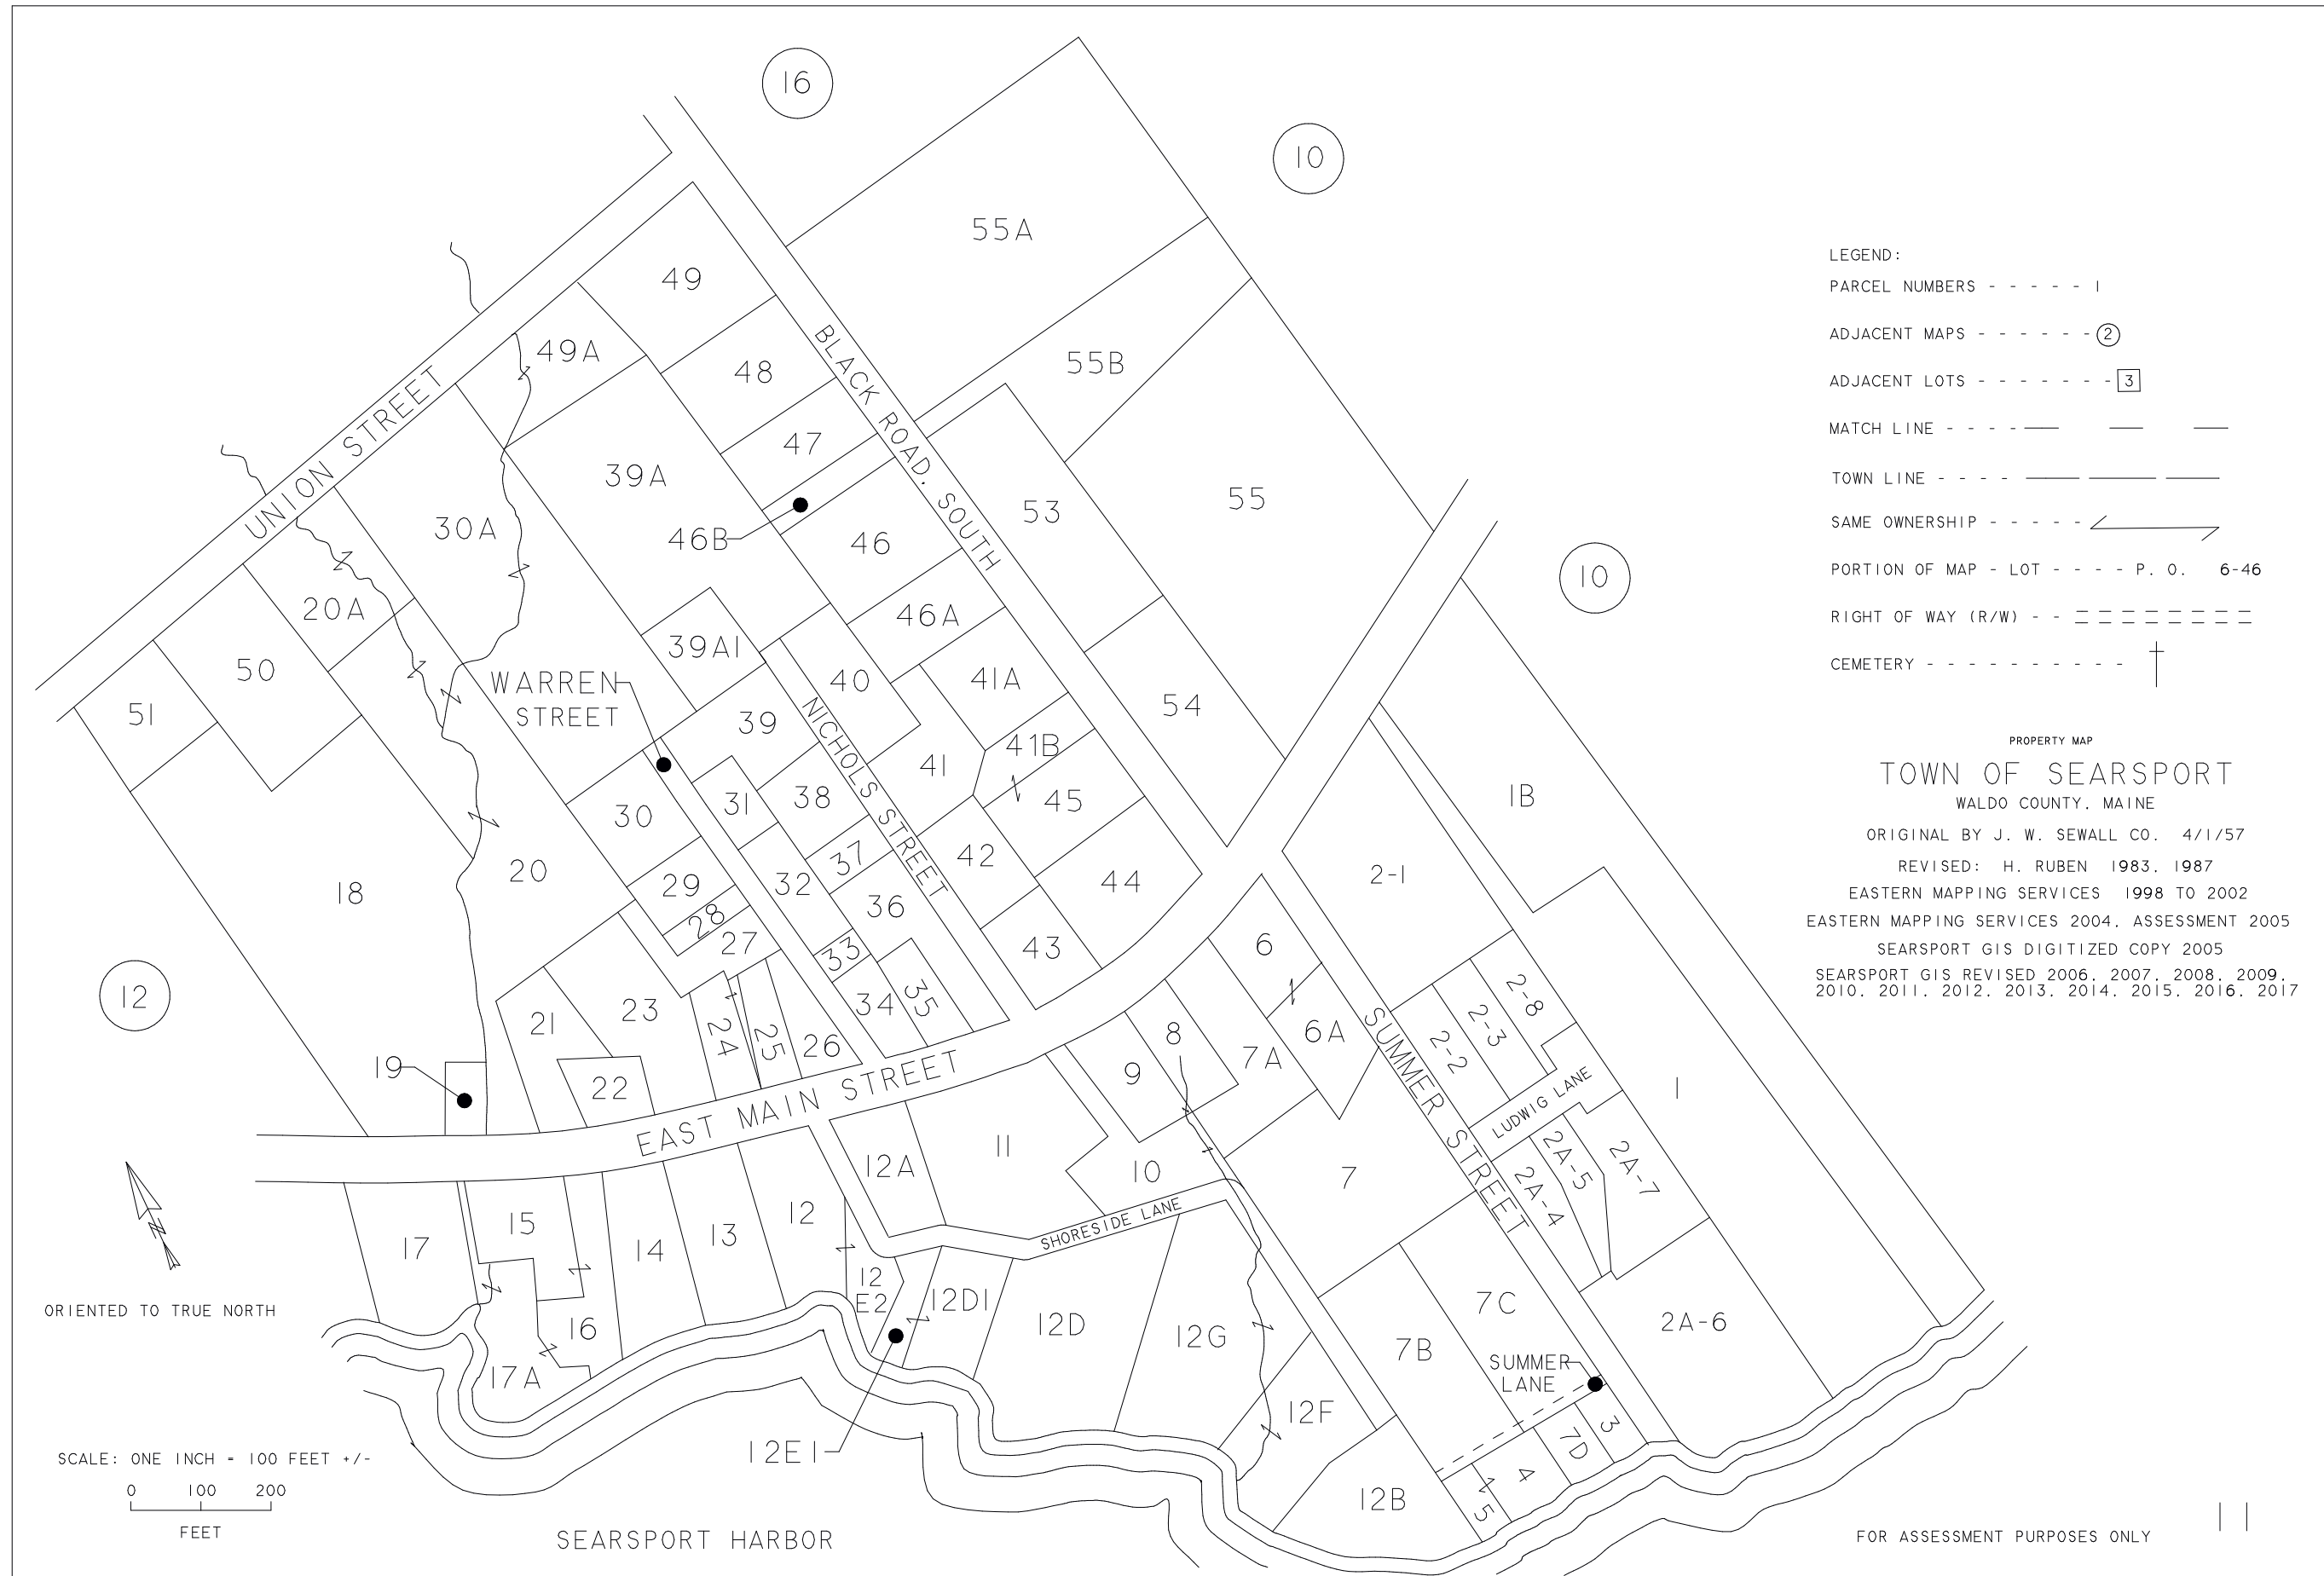 16
10
55A
49
49A
48
55B
BLACK ROAD, SOUTH
UNION STREET
47
39A
30A
46B
46
53
55
10
20A
46A
39A1
50
WARREN
STREET
40
41A
54
51
39
NICHOLS STREET
41B
41
31
38
45
30
1B
37
42
18
20
29
32
44
2-1
28
36
27
33
43
6
12
21
23
24
25
26
34
35
8
7A
6A
SUMMER STREET
2-2
2-3
2-8
19
22
EAST MAIN STREET
9
LUDWIG LANE
1
11
12A
10
7
2A-4
2A-5
2A-7
15
12
17
14
13
SHORESIDE LANE
12
E2
12D1
12D
12G
7C
2A-6
16
7B
17A
SUMMER
LANE
12F
3
12E1
7D
4
12B
5
SEARSPORT HARBOR
ORIENTED TO TRUE NORTH
SCALE: ONE INCH = 100 FEET +/-
0 100 200
FEET
LEGEND:
PARCEL NUMBERS - - - - - 1
ADJACENT MAPS - - - - - - 2
ADJACENT LOTS - - - - - - - 3
MATCH LINE - - - -
TOWN LINE - - - -
SAME OWNERSHIP - - - - -
PORTION OF MAP - LOT - - - - P. O. 6-46
RIGHT OF WAY (R/W) - -
CEMETERY - - - - - - - - - -
PROPERTY MAP
TOWN OF SEARSPORT
WALDO COUNTY, MAINE
ORIGINAL BY J. W. SEWALL CO. 4/1/57
REVISED: H. RUBEN 1983, 1987
EASTERN MAPPING SERVICES 1998 TO 2002
EASTERN MAPPING SERVICES 2004, ASSESSMENT 2005
SEARSPORT GIS DIGITIZED COPY 2005
SEARSPORT GIS REVISED 2006, 2007, 2008, 2009,
2010, 2011, 2012, 2013, 2014, 2015, 2016, 2017
FOR ASSESSMENT PURPOSES ONLY
11